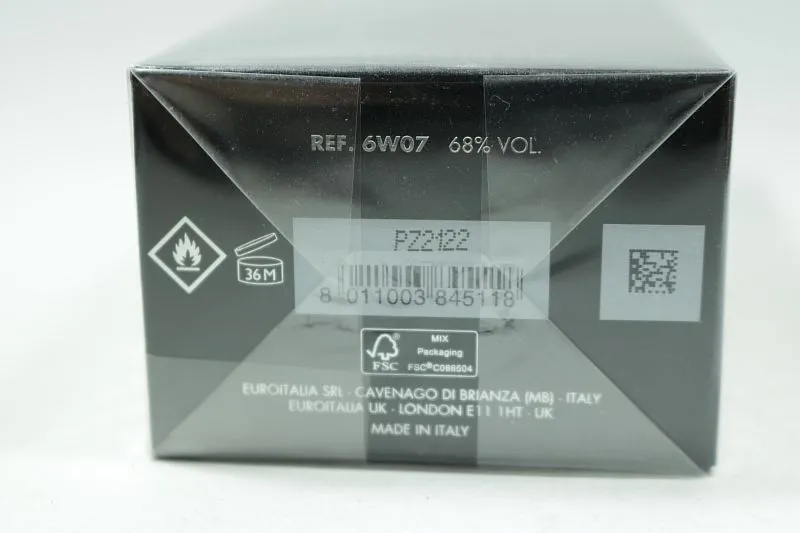 REF. 6W07 68% VOL.
PZ2122
36M
8 011003 845118
MIX
Packaging
FSC® C088504
FSC
EUROITALIA SRL - CAVENAGO DI BRIANZA (MB) - ITALY
EUROITALIA UK - LONDON E11 1HT - UK
MADE IN ITALY